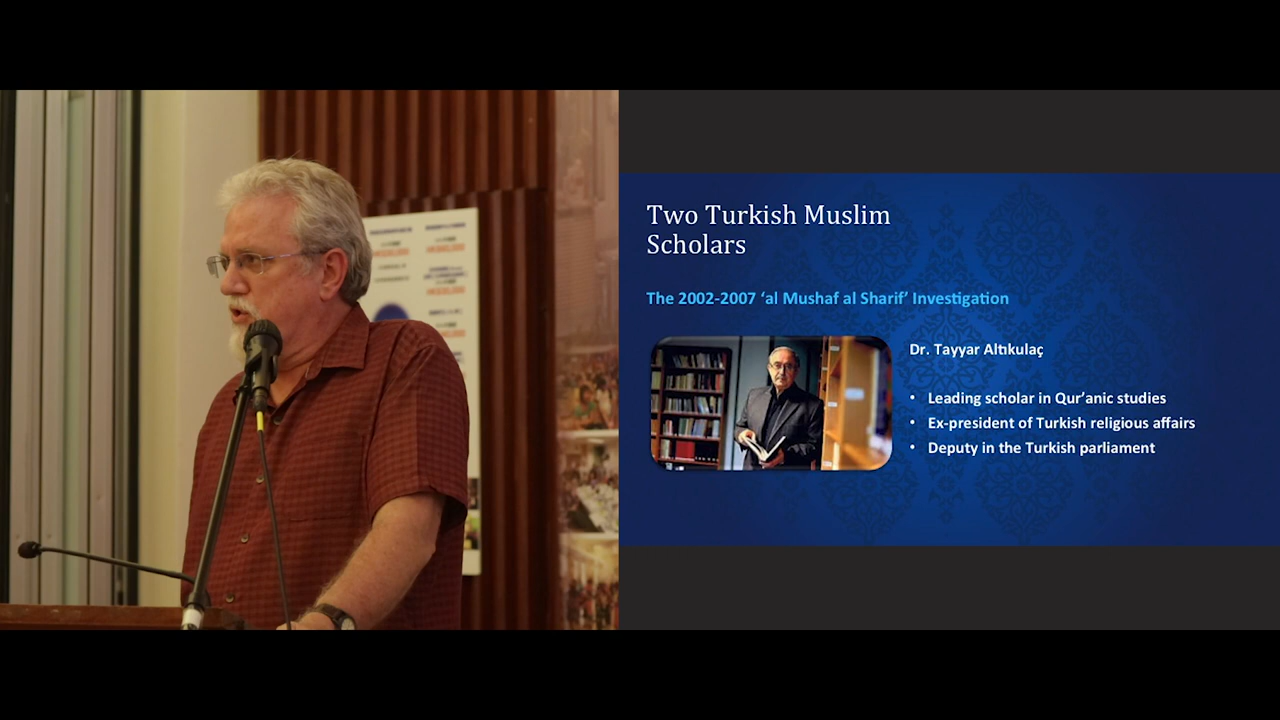 Two Turkish Muslim
Scholars
The 2002-2007 ‘al Mushaf al Sharif’ Investigation
Dr. Tayyar Altıkulaç
• Leading scholar in Qur’anic studies
• Ex-president of Turkish religious affairs
• Deputy in the Turkish parliament